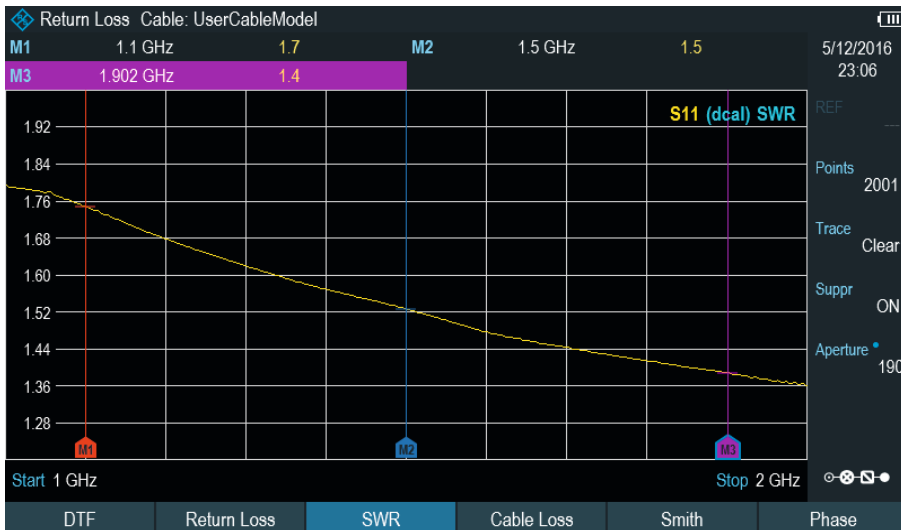 Return Loss Cable: UserCableModel
M1 1.1 GHz 1.7 M2 1.5 GHz 1.5
M3 1.902 GHz 1.4
5/12/2016
23:06
S11 (dcal) SWR
1.92
1.84
1.76
1.68
1.60
1.52
1.44
1.36
1.28
M1 M2 M3
Start 1 GHz Stop 2 GHz
REF
Points
2001
Trace
Clear
Suppr
ON
Aperture
190
DTF Return Loss SWR Cable Loss Smith Phase